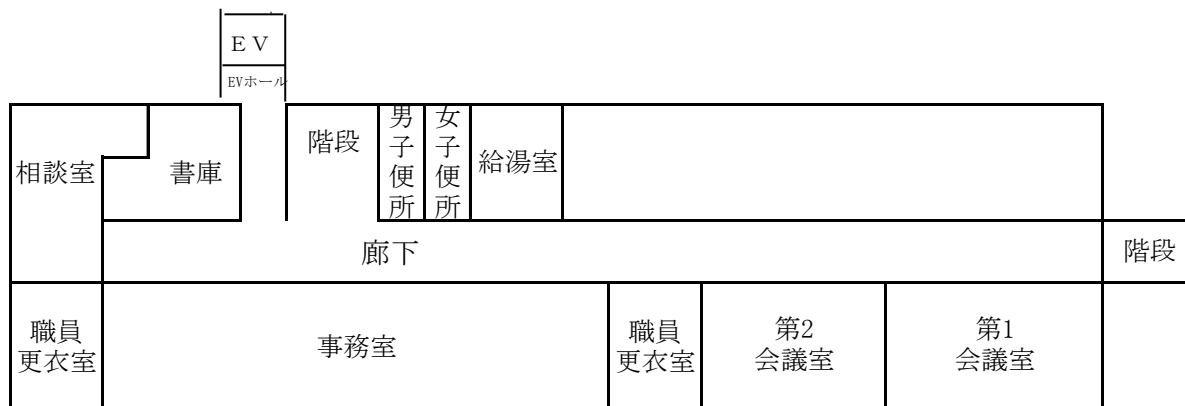 ＥＶ
EVホール
相談室
書庫
階段
男子便所
女子便所
給湯室
廊下
階段
職員
更衣室
事務室
職員
更衣室
第2
会議室
第1
会議室